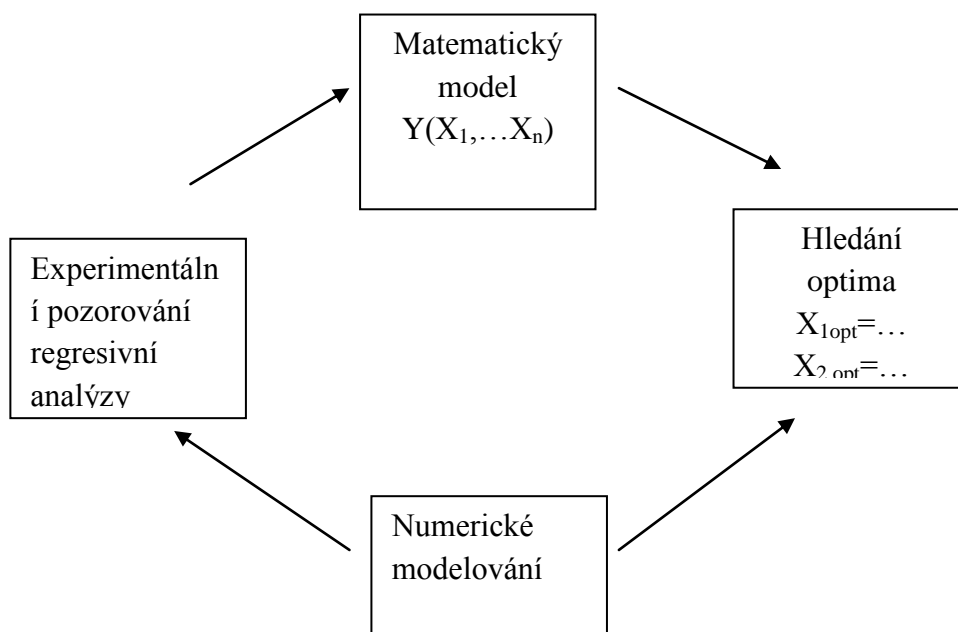 Matematický
model
Y(X₁,…Xₙ)
Hledání
optima
X₁ₒₚₜ=…
X₂ ₒₚₜ=…
Experimentáln
í pozorování
regresivní
analýzy
Numerické
modelování